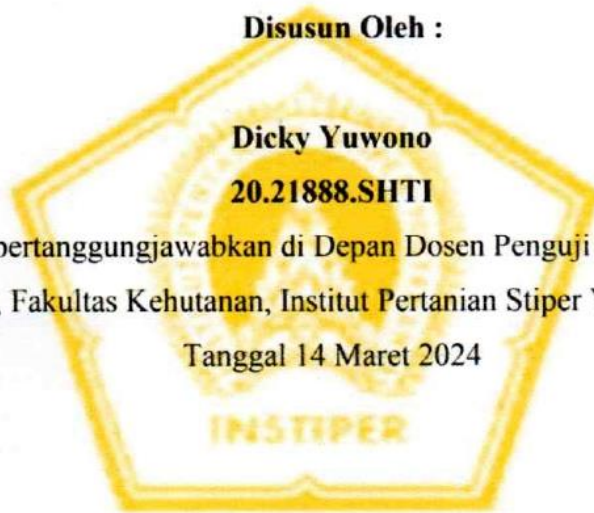 Disusun Oleh :
Dicky Yuwono
20.21888.SHTI
pertanggungjawabkan di Depan Dosen Penguji
, Fakultas Kehutanan, Institut Pertanian Stiper
Tanggal 14 Maret 2024
INSTIPER